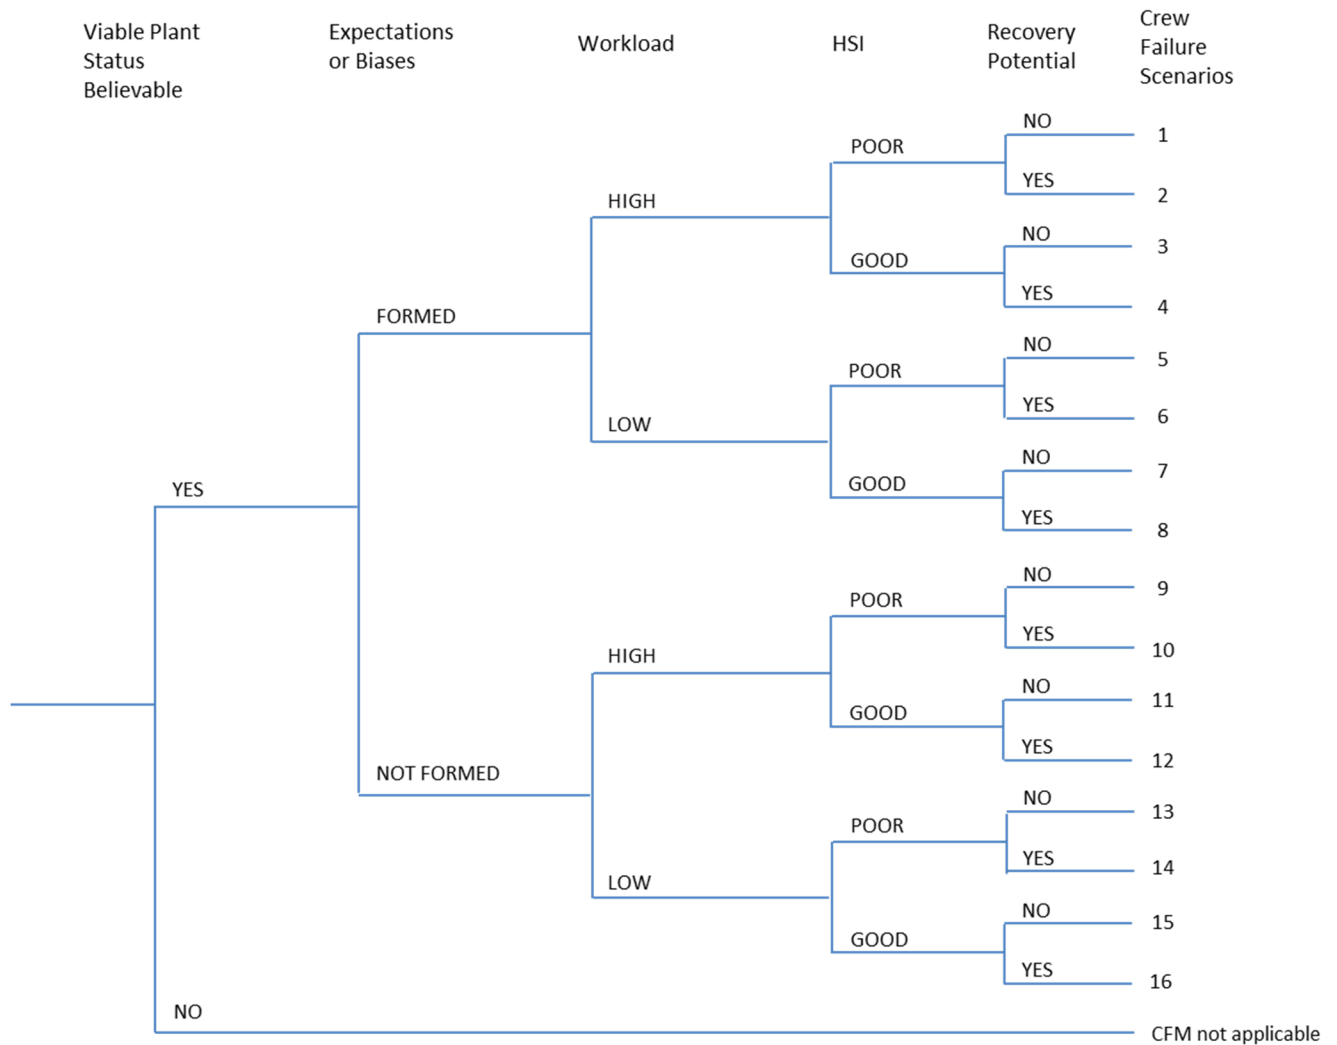 Viable Plant
Status
Believable
Expectations
or Biases
Workload
HSI
Recovery
Potential
Crew
Failure
Scenarios
NO
1
POOR
YES
2
HIGH
NO
3
GOOD
YES
4
FORMED
NO
5
POOR
YES
6
LOW
NO
7
GOOD
YES
8
YES
NO
9
POOR
YES
10
HIGH
NO
11
GOOD
YES
12
NOT FORMED
NO
13
POOR
YES
14
LOW
NO
15
GOOD
YES
16
NO
CFM not applicable